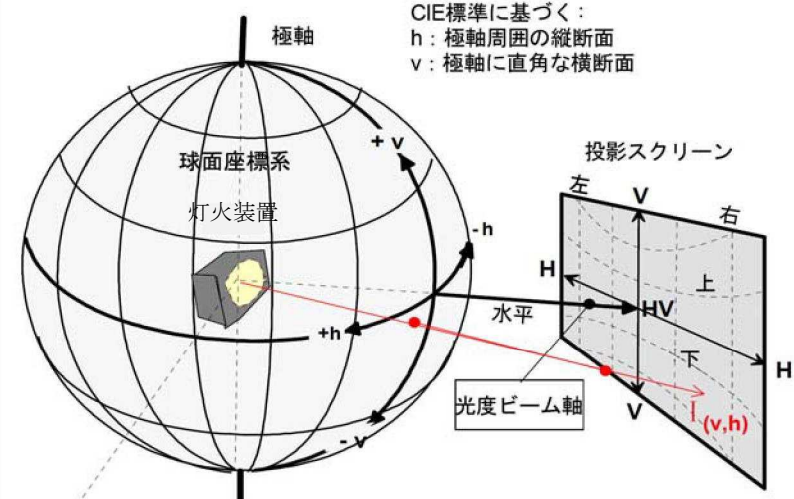 CIE標準に基づく:
h:極軸周囲の縦断面
v:極軸に直角な横断面
極軸
+ v
球面座標系
灯火装置
投影スクリーン
左
V
右
- h
H
上
HV
水平
+h
下
H
光度ビーム軸
V
I(v,h)
- v